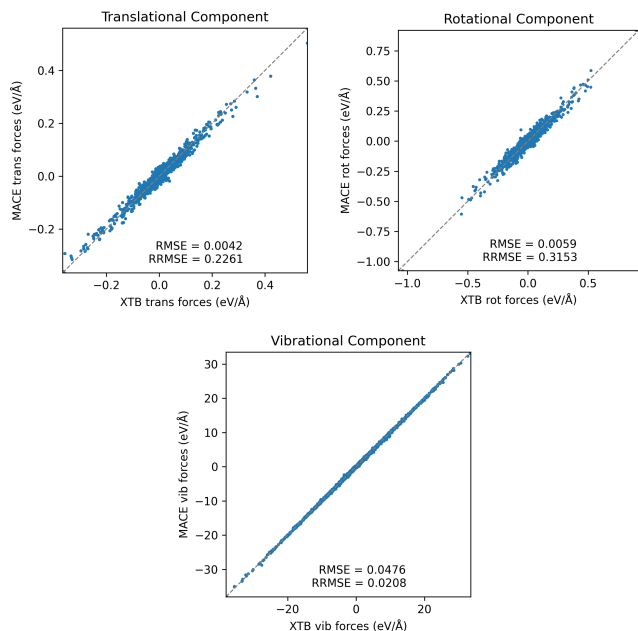 Translational Component
MACE trans forces (eV/Å)
0.4
0.2
0.0
−0.2
RMSE = 0.0042
RRMSE = 0.2261
−0.2
0.0
0.2
0.4
XTB trans forces (eV/Å)
Rotational Component
MACE rot forces (eV/Å)
0.75
0.50
0.25
0.00
−0.25
−0.50
−0.75
−1.00
RMSE = 0.0059
RRMSE = 0.3153
−1.0
−0.5
0.0
0.5
XTB rot forces (eV/Å)
Vibrational Component
MACE vib forces (eV/Å)
30
20
10
0
−10
−20
−30
RMSE = 0.0476
RRMSE = 0.0208
−20
0
20
XTB vib forces (eV/Å)